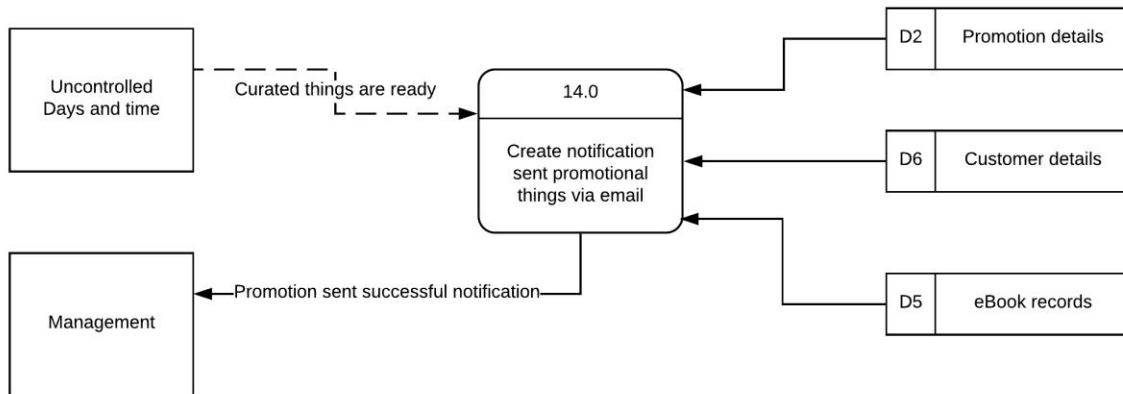 Uncontrolled
Days and time
Curated things are ready
14.0
Create notification
sent promotional
things via email
D2 Promotion details
D6 Customer details
D5 eBook records
Management
Promotion sent successful notification